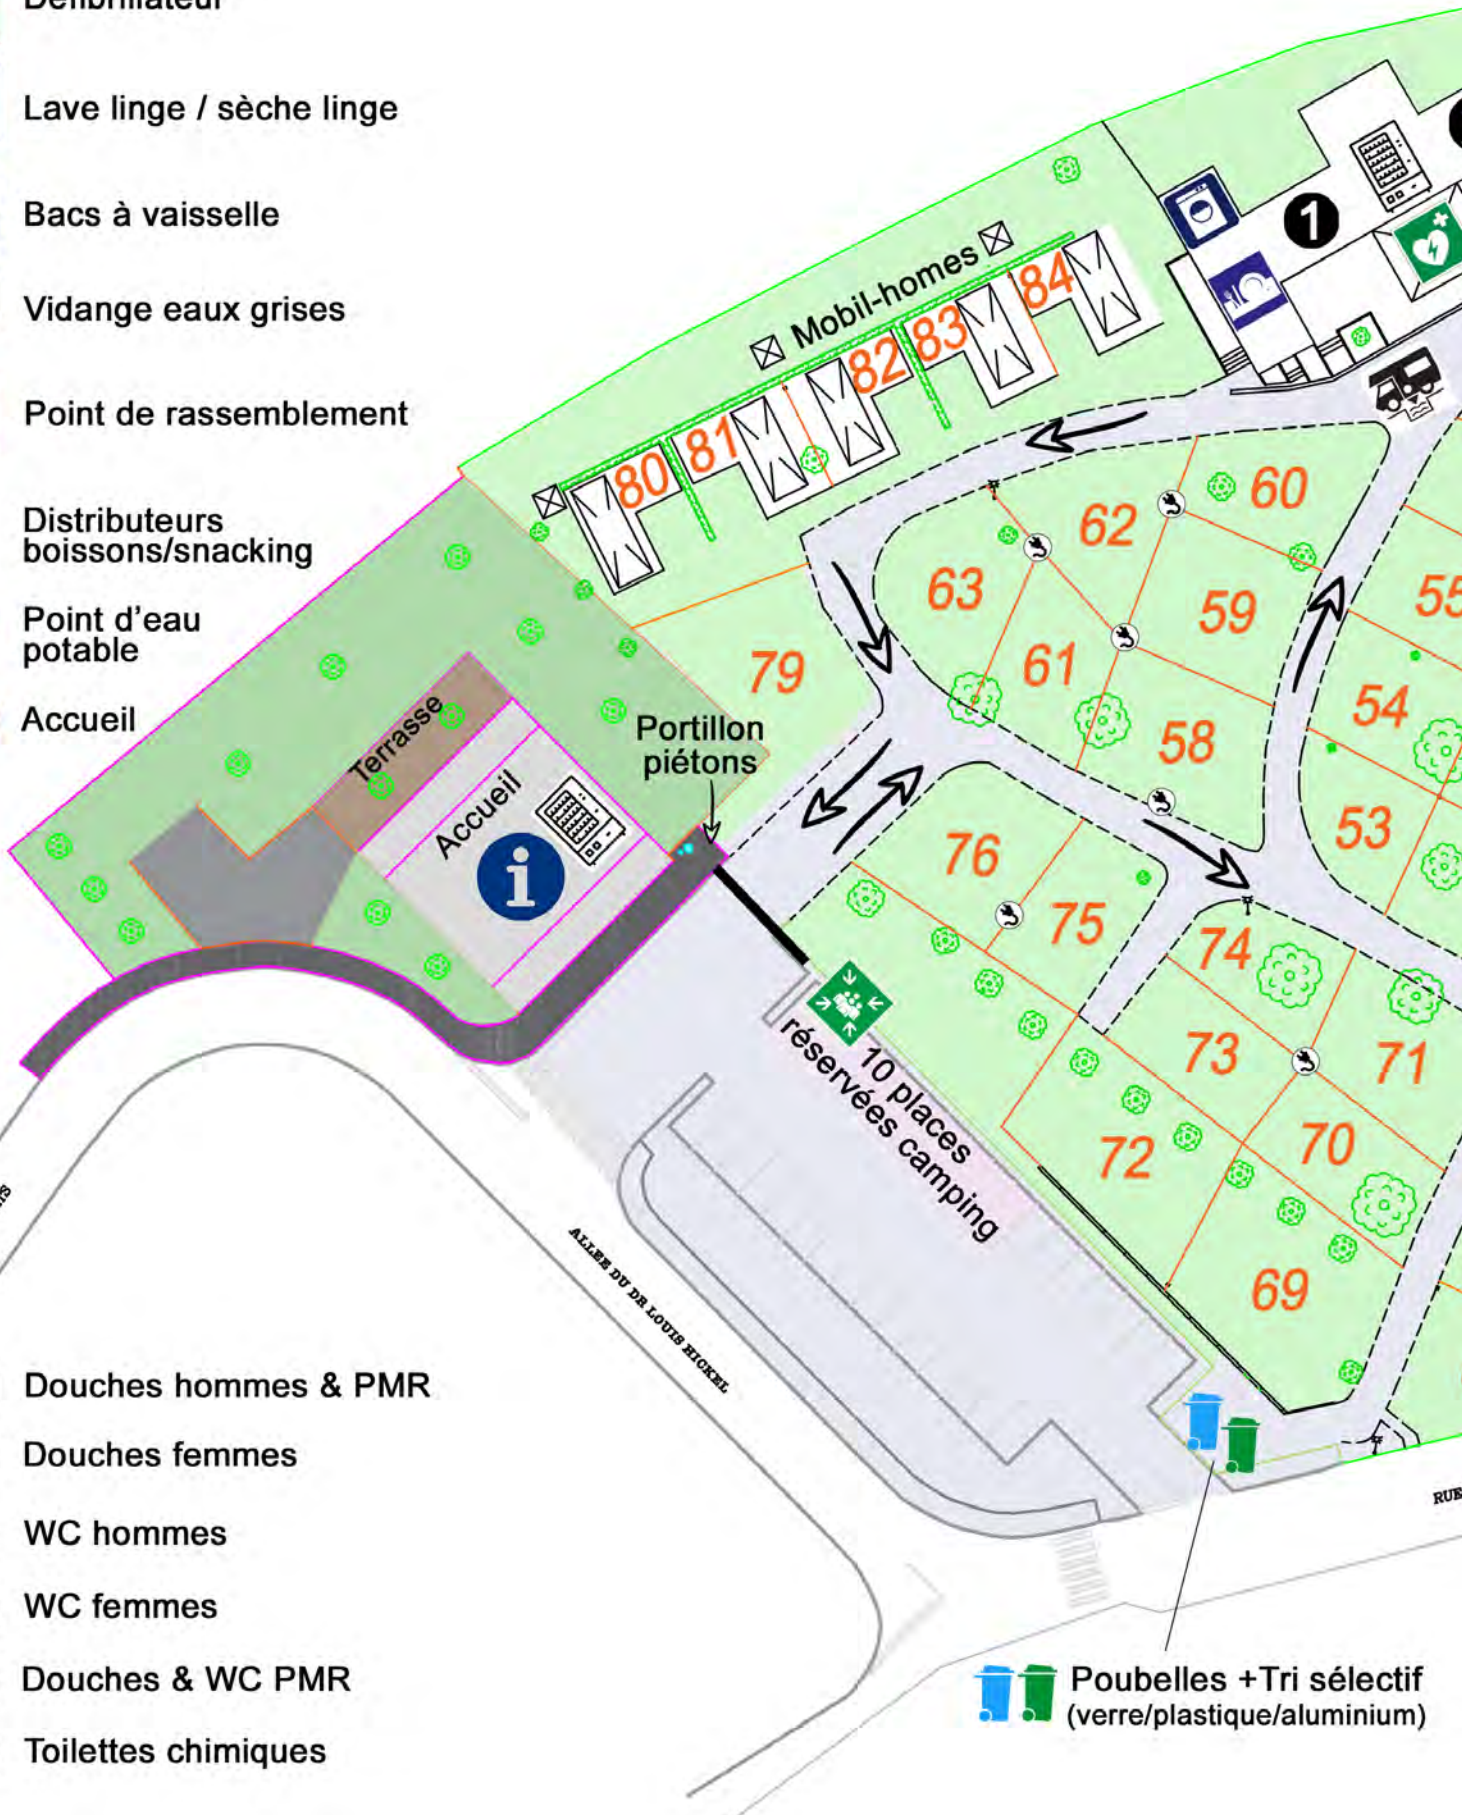 Défibrillateur
Lave linge / sèche linge
Bacs à vaisselle
Vidange eaux grises
Point de rassemblement
Distributeurs
boissons/snacking
Point d'eau
potable
Accueil
Douches hommes & PMR
Douches femmes
WC hommes
WC femmes
Douches & WC PMR
Toilettes chimiques
1
Mobil-homes
84
83
82
81
80
79
60
62
63
59
61
58
55
54
53
76
75
74
73
71
72
70
69
Terrasse
Accueil
i
Portillon
piétons
10 places
réservées camping
ALLEE DU DR LOUIS HICKEL
RUE
Poubelles +Tri sélectif
(verre/plastique/aluminium)